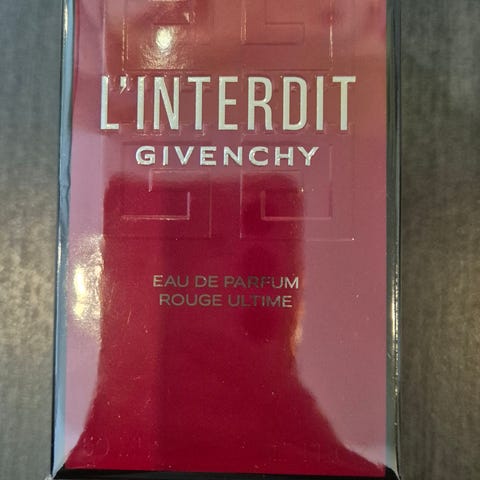 L'INTERDIT
GIVENCHY
EAU DE PARFUM
ROUGE ULTIME